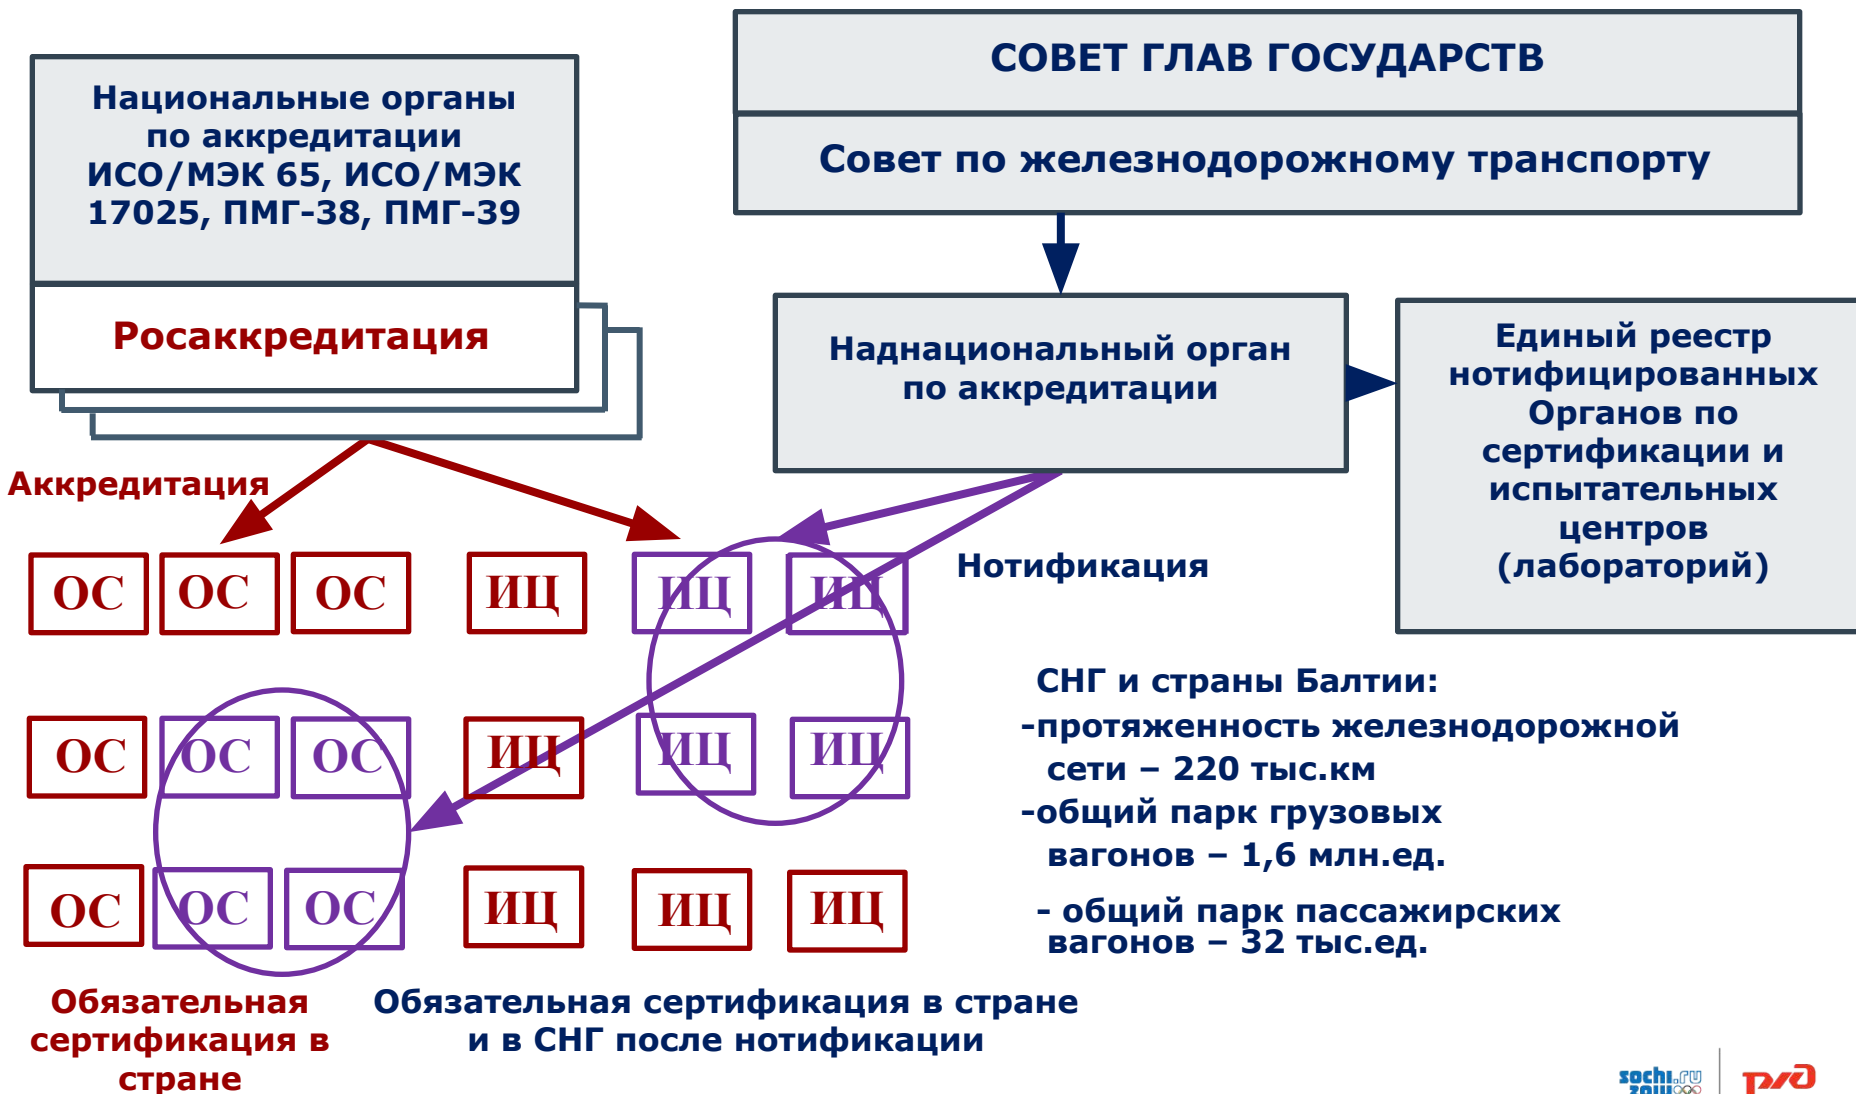 СОВЕТ ГЛАВ ГОСУДАРСТВ
Совет по железнодорожному транспорту
Национальные органы
по аккредитации
ИСО/МЭК 65, ИСО/МЭК
17025, ПМГ-38, ПМГ-39
Росаккредитация
Наднациональный орган
по аккредитации
Единый реестр
нотифицированных
Органов по
сертификации и
испытательных
центров
(лабораторий)
Аккредитация
Нотификация
ОС ОС ОС ИЦ ИЦ ИЦ
ОС ОС ОС ИЦ ИЦ ИЦ
ОС ОС ОС ИЦ ИЦ ИЦ
СНГ и страны Балтии:
-протяженность железнодорожной
сети – 220 тыс.км
-общий парк грузовых
вагонов – 1,6 млн.ед.
- общий парк пассажирских
вагонов – 32 тыс.ед.
Обязательная
сертификация в
стране
Обязательная сертификация в стране
и в СНГ после нотификации
sochi.ru
2014
ржд